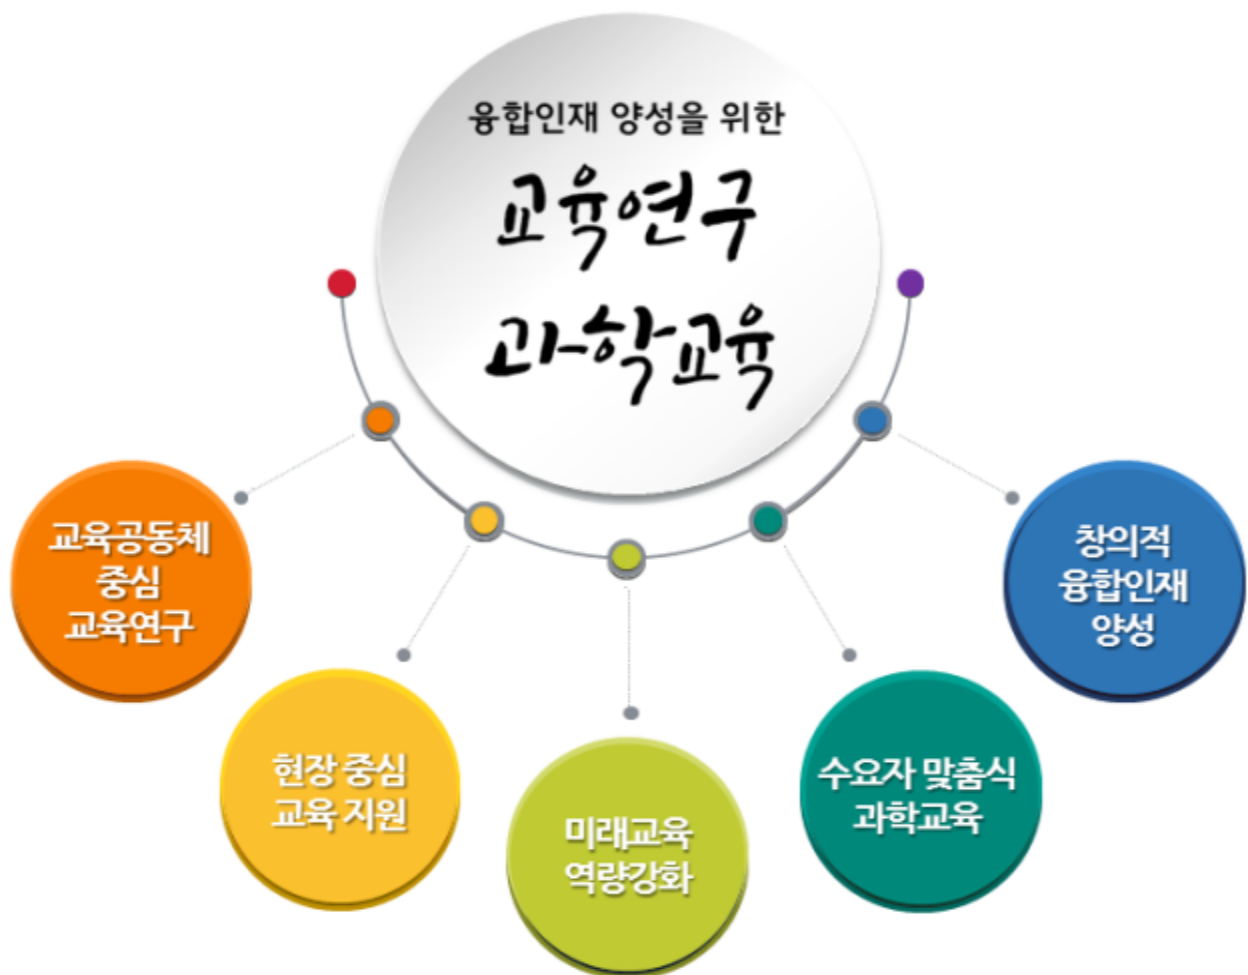 융합인재 양성을 위한
교육연구
과학교육
교육공동체
중심
교육연구
현장 중심
교육 지원
미래교육
역량강화
수요자 맞춤식
과학교육
창의적
융합인재
양성